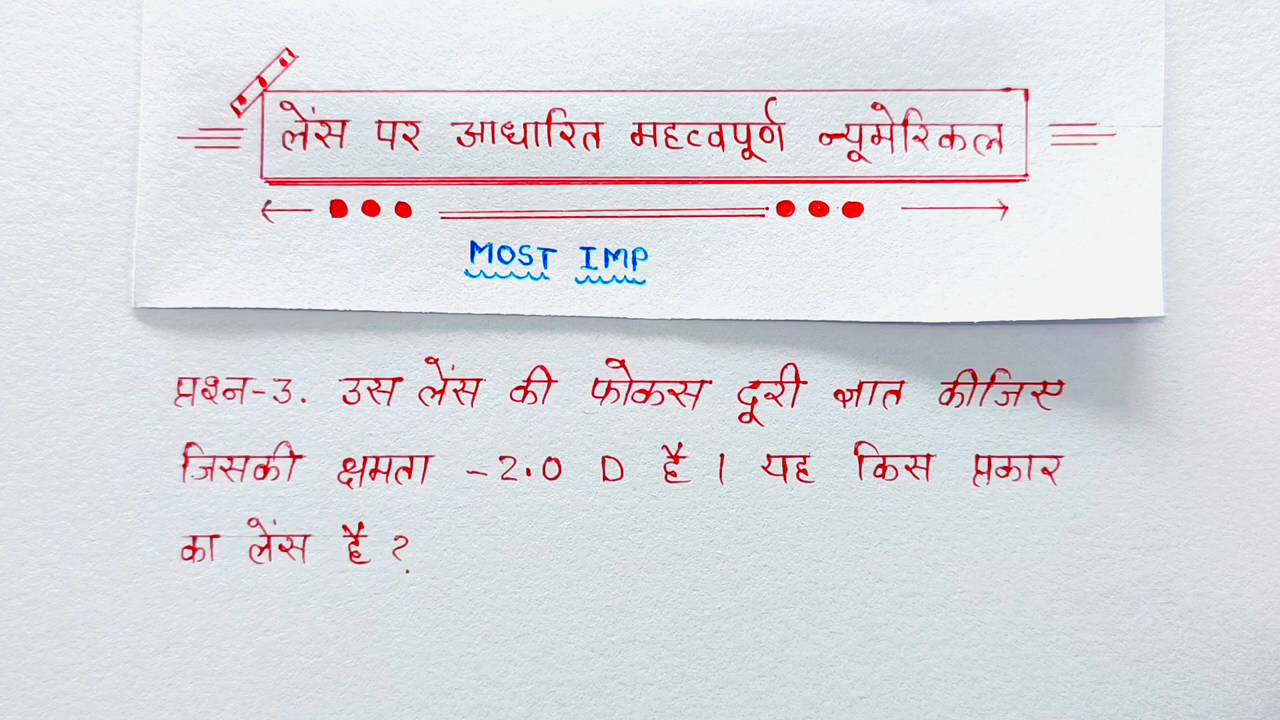 लेंस पर आधारित महत्वपूर्ण न्यूमेरिकल
MOST IMP
प्रश्न-3. उस लेंस की फोकस दूरी ज्ञात कीजिए
जिसकी क्षमता -2.0 D है । यह किस प्रकार
का लेंस है ?